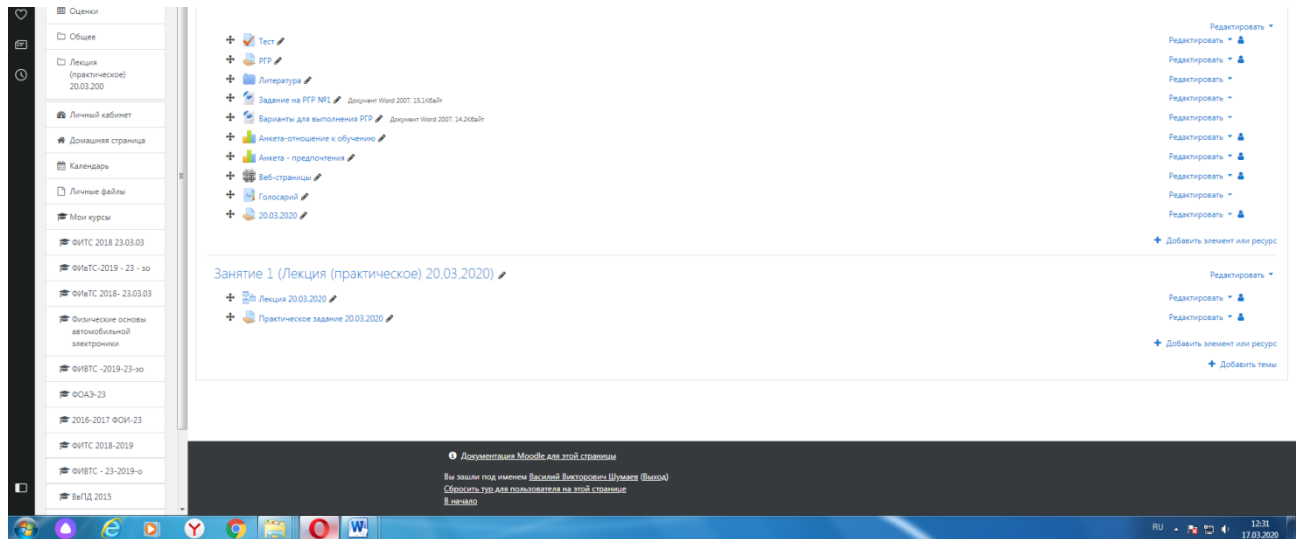 Оценки
Общее
Лекция
(практическое)
20.03.200
Личный кабинет
Домашняя страница
Календарь
Личные файлы
Мои курсы
ФИТС 2018 23.03.03
ФИвТС-2019 - 23 - зо
ФИвТС 2018- 23.03.03
Физические основы
автомобильной
электроники
ФИВТС -2019-23-зо
ФОАЭ-23
2016-2017 ФОИ-23
ФИТС 2018-2019
ФИВТС - 23-2019-о
ВвПД 2015
Редактировать
Тест Редактировать
РГР Редактировать
Литература Редактировать
Задание на РГР №1 Документ Word 2007, 15.1Кбайт Редактировать
Варианты для выполнения РГР Документ Word 2007, 14.2Кбайт Редактировать
Анкета-отношение к обучению Редактировать
Анкета - предпочтения Редактировать
Веб-страницы Редактировать
Голосарий Редактировать
20.03.2020 Редактировать
Добавить элемент или ресурс
Занятие 1 (Лекция (практическое) 20.03.2020) Редактировать
Лекция 20.03.2020 Редактировать
Практическое задание 20.03.2020 Редактировать
Добавить элемент или ресурс
Добавить темы
Документация Moodle для этой страницы
Вы зашли под именем Василий Викторович Шумаев (Выход)
Сбросить тур для пользователя на этой странице
В начало
RU 12:31
17.03.2020